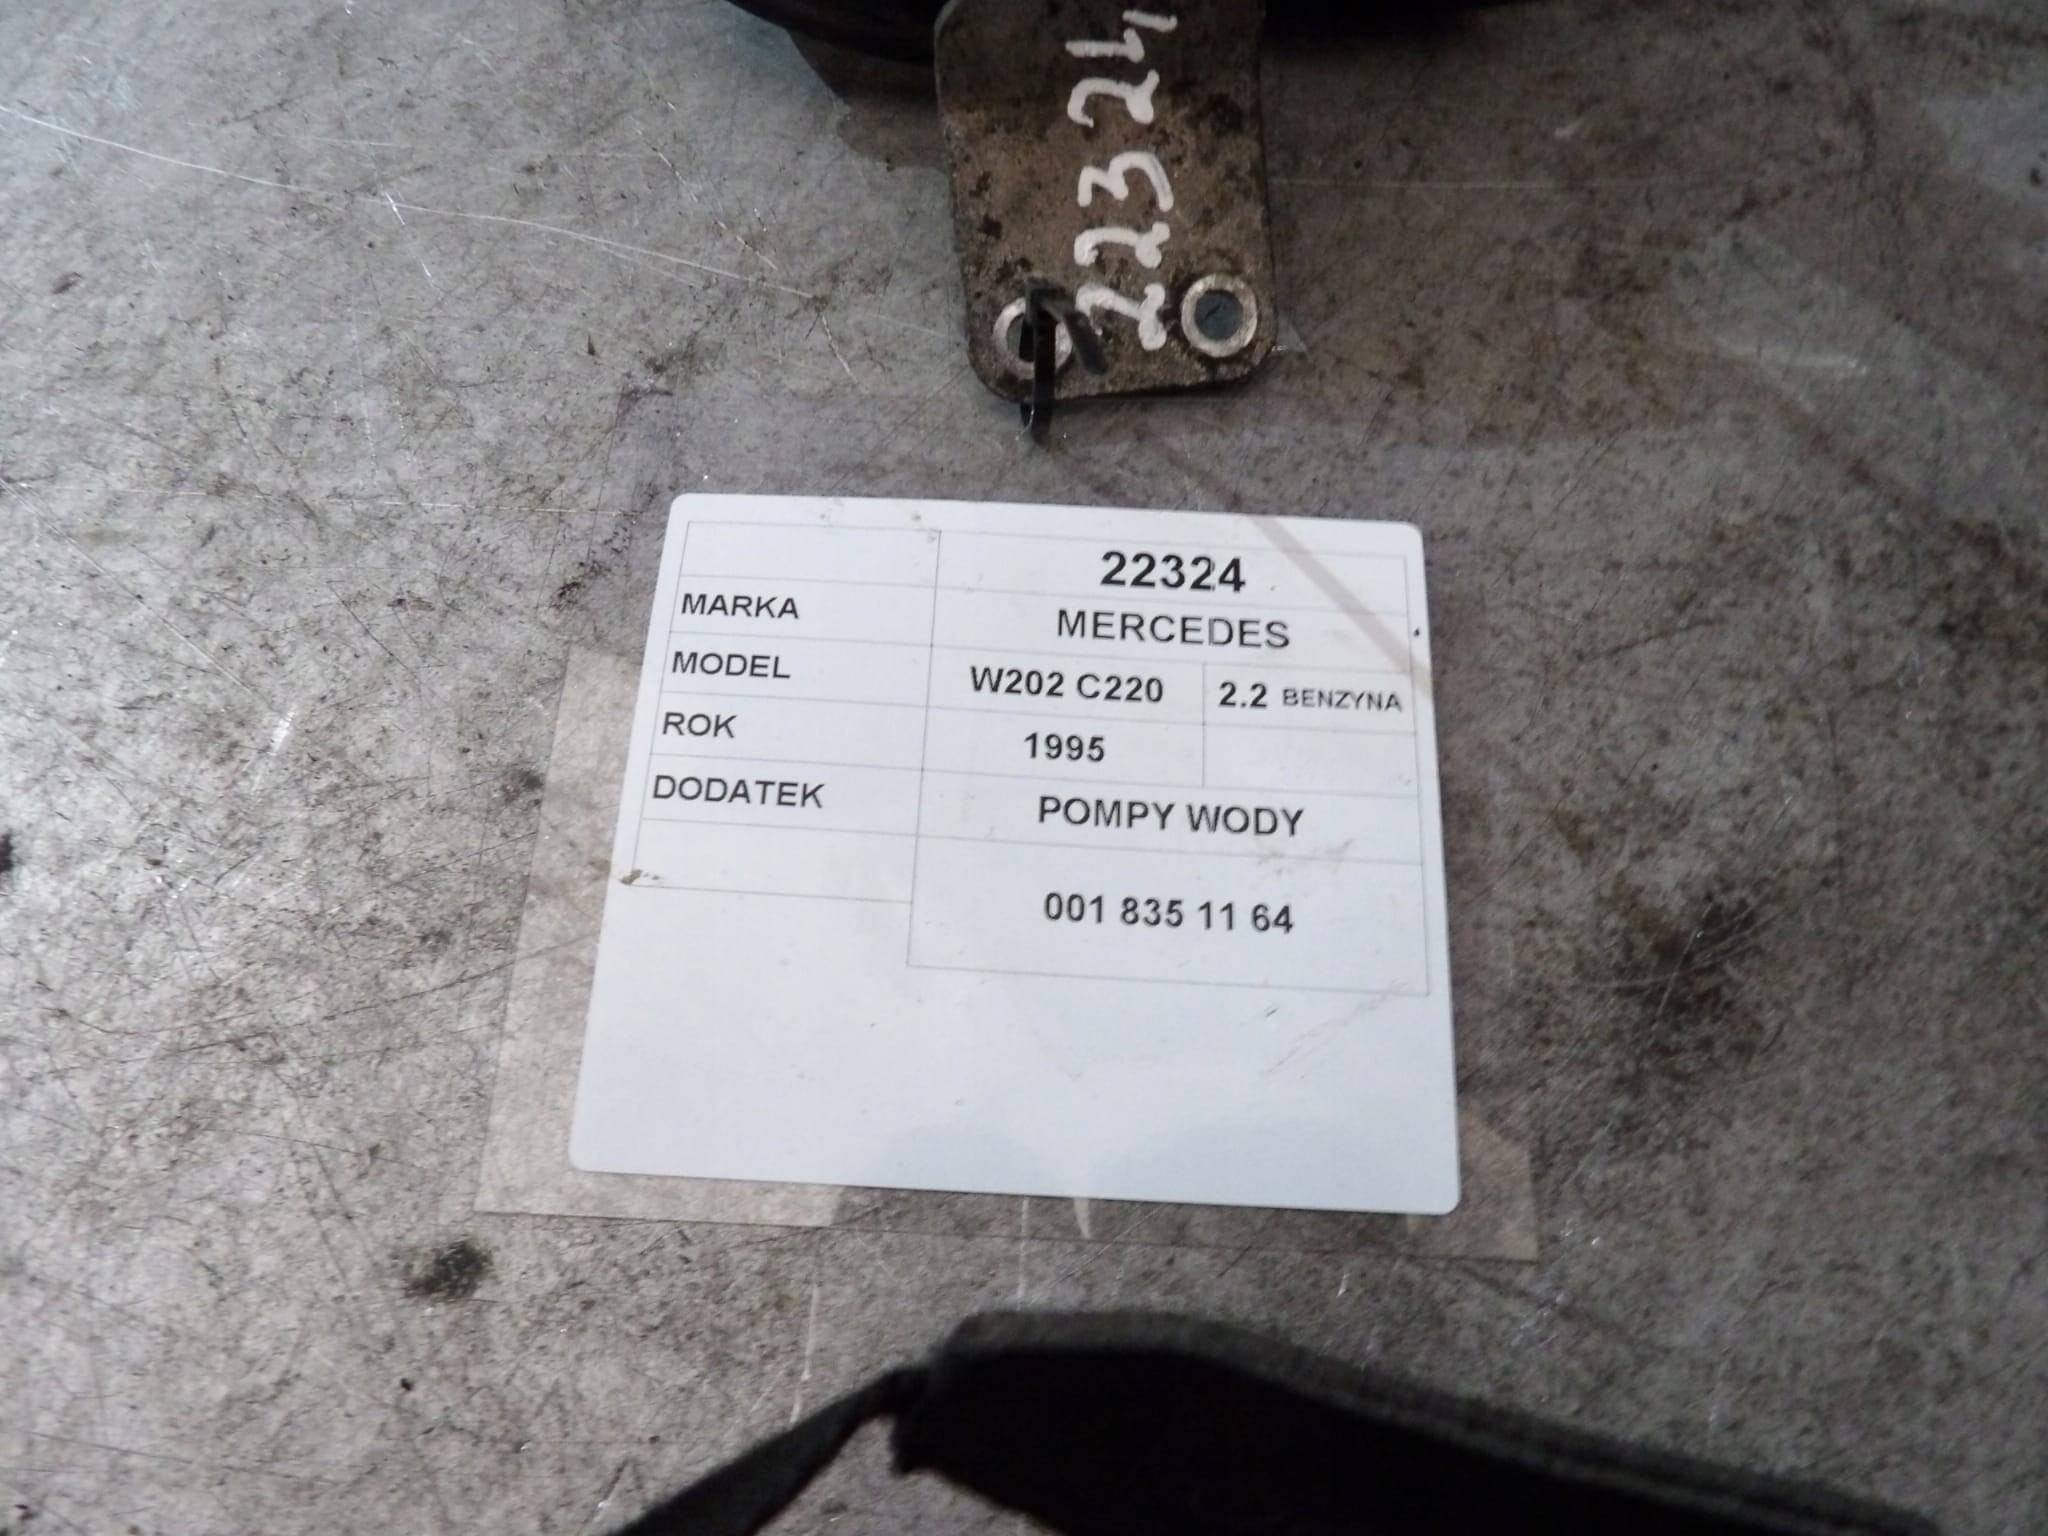 22324
22324
MARKA MERCEDES
MODEL W202 C220 2.2 BENZYNA
ROK 1995
DODATEK POMPY WODY
001 835 11 64